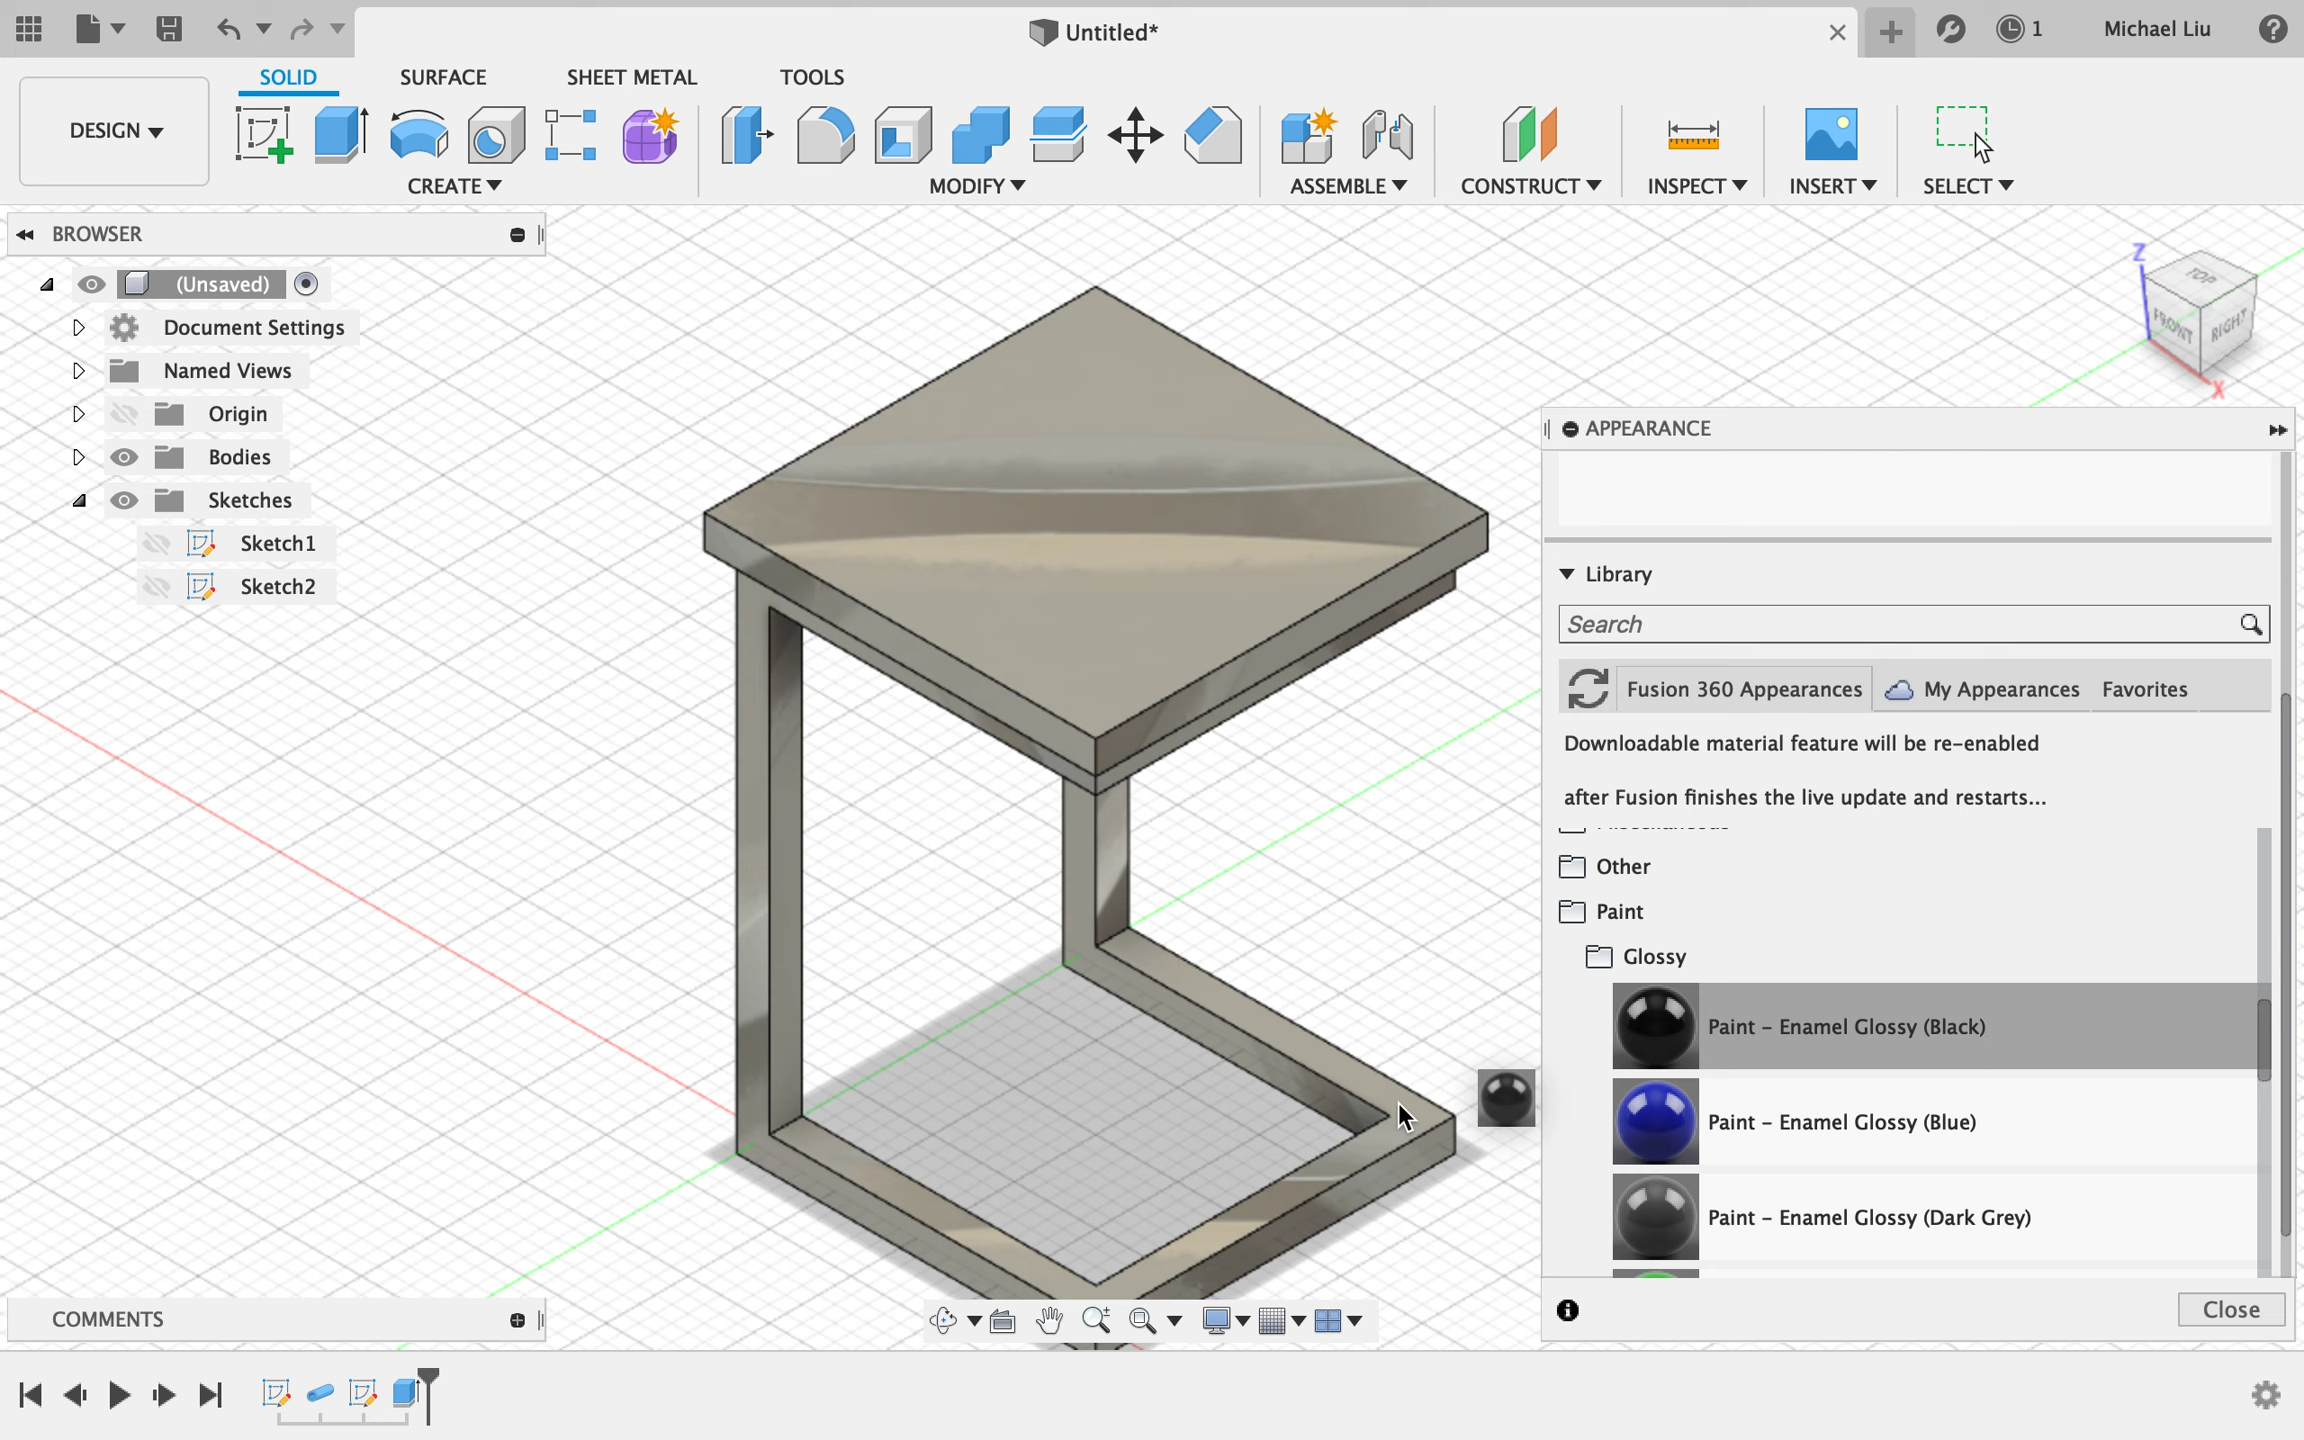 Untitled*
1
Michael Liu
DESIGN
SOLID
SURFACE
SHEET METAL
TOOLS
CREATE
MODIFY
ASSEMBLE
CONSTRUCT
INSPECT
INSERT
SELECT
BROWSER
(Unsaved)
Document Settings
Named Views
Origin
Bodies
Sketches
Sketch1
Sketch2
Z
TOP
FRONT
RIGHT
X
APPEARANCE
Library
Search
Fusion 360 Appearances
My Appearances
Favorites
Downloadable material feature will be re-enabled
after Fusion finishes the live update and restarts...
Other
Paint
Glossy
Paint - Enamel Glossy (Black)
Paint - Enamel Glossy (Blue)
Paint - Enamel Glossy (Dark Grey)
Close
COMMENTS